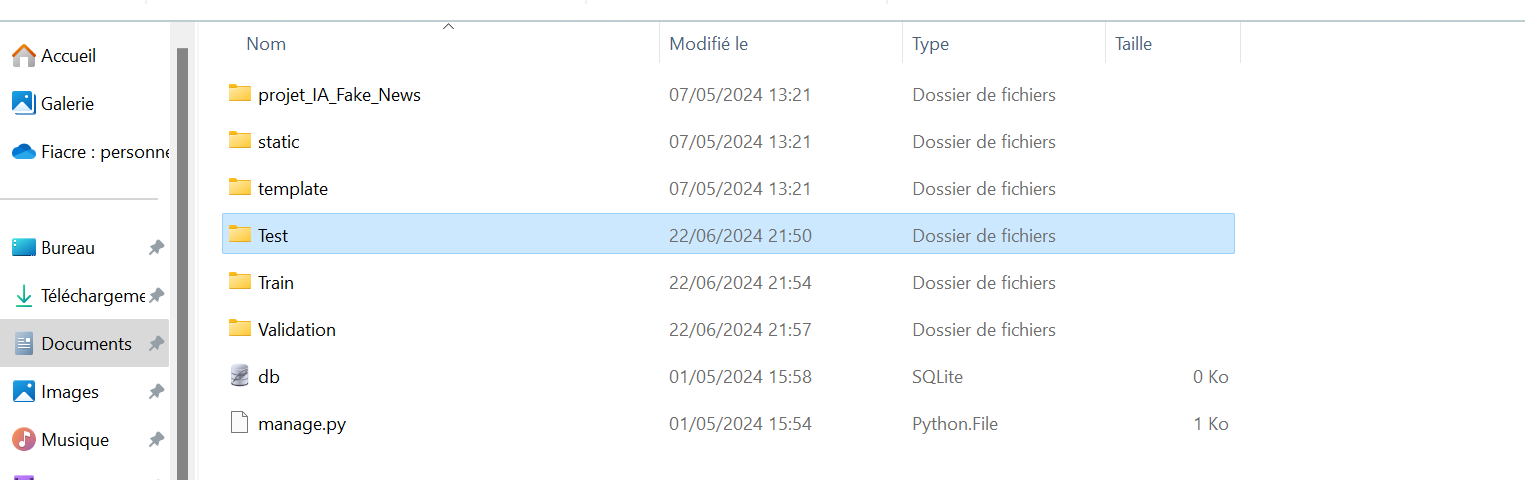 Nom Modifié le Type Taille
Accueil
Galerie
Fiacre : personne
Bureau
Téléchargeme
Documents
Images
Musique
projet_IA_Fake_News 07/05/2024 13:21 Dossier de fichiers
static 07/05/2024 13:21 Dossier de fichiers
template 07/05/2024 13:21 Dossier de fichiers
Test 22/06/2024 21:50 Dossier de fichiers
Train 22/06/2024 21:54 Dossier de fichiers
Validation 22/06/2024 21:57 Dossier de fichiers
db 01/05/2024 15:58 SQLite 0 Ko
manage.py 01/05/2024 15:54 Python.File 1 Ko